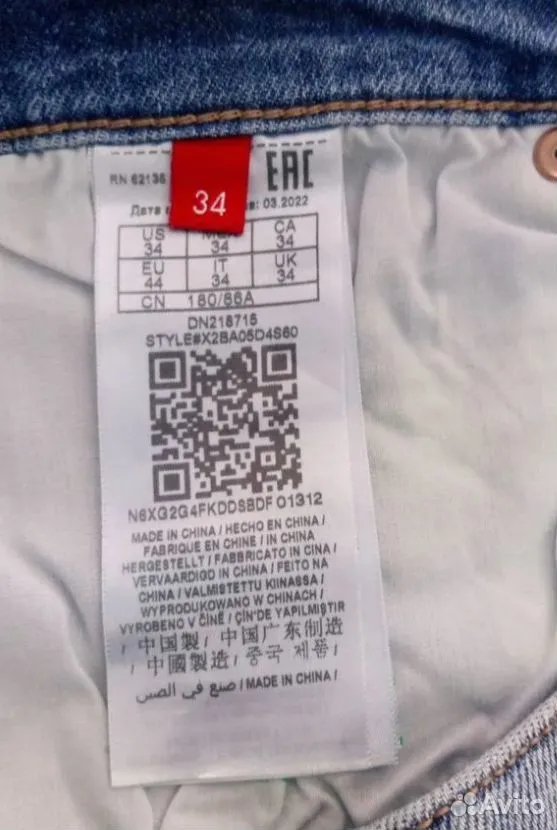 RN 62136
EAC
34
Дата 03.2022
US CA
34 34 34
EU IT UK
44 34 34
CN 180/86A
DN218715
STYLE#X2BA05D4S60
N6XG2G4FKDDSBDF 01312
MADE IN CHINA / HECHO EN CHINA /
FABRIQUE EN CHINE / IN CHINA
HERGESTELLT / FABBRICATO IN CINA /
VERVAARDIGD IN CHINA / FEITO NA
CHINA / VALMISTETTU KIINASSA /
WYPRODUKOWANO W CHINACH /
VYROBENO V ČÍNĚ / ÇİN'DE YAPILMIŞTIR
/ 中国製 / 中国广东制造
/ 中國製造 / 중국 제품 /
صنع في الصين / MADE IN CHINA /
Avito